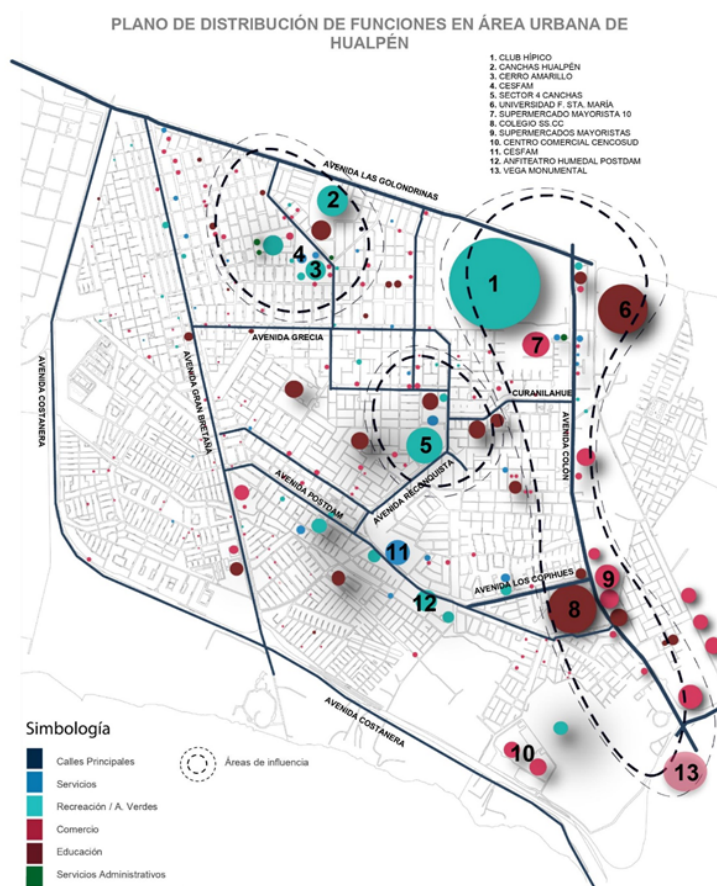 PLANO DE DISTRIBUCIÓN DE FUNCIONES EN ÁREA URBANA DE
HUALPÉN
1. CLUB HÍPICO
2. CANCHAS HUALPÉN
3. CERRO AMARILLO
4. CESFAM
5. SECTOR 4 CANCHAS
6. UNIVERSIDAD F. STA. MARÍA
7. SUPERMERCADO MAYORISTA 10
8. COLEGIO SS.CC
9. SUPERMERCADOS MAYORISTAS
10. CENTRO COMERCIAL CENCOSUD
11. CESFAM
12. ANFITEATRO HUMEDAL POSTDAM
13. VEGA MONUMENTAL
AVENIDA LAS GOLONDRINAS
2
4
3
1
6
7
AVENIDA GRECIA
AVENIDA COSTANERA
AVENIDA GRAN BRETAÑA
CURANILAHUE
AVENIDA COLÓN
5
AVENIDA RECONQUISTA
AVENIDA POSTDAM
11
AVENIDA LOS COPIHUES
9
8
12
AVENIDA COSTANERA
10
13
Simbología
Calles Principales
Servicios
Recreación / A. Verdes
Comercio
Educación
Servicios Administrativos
Áreas de influencia